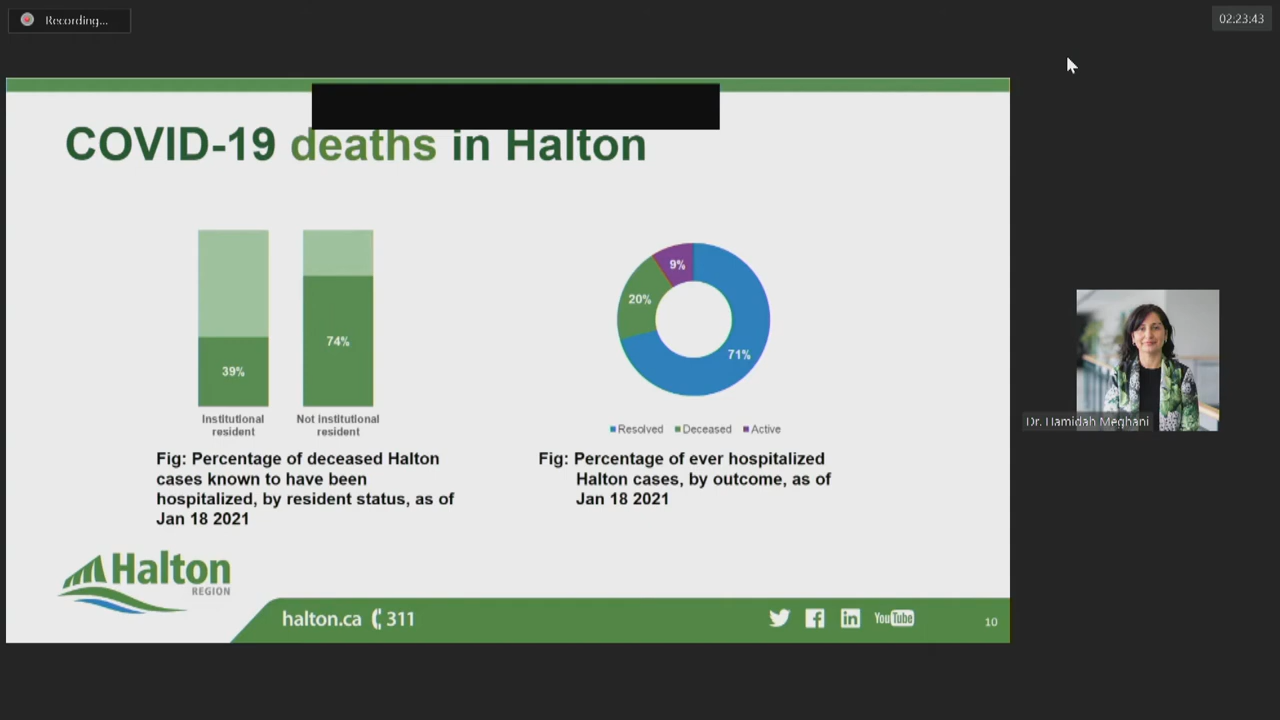 Recording...
02:23:43
COVID-19 deaths in Halton
39%
74%
Institutional
resident
Not institutional
resident
9%
20%
71%
Resolved Deceased Active
Fig: Percentage of deceased Halton
cases known to have been
hospitalized, by resident status, as of
Jan 18 2021
Fig: Percentage of ever hospitalized
Halton cases, by outcome, as of
Jan 18 2021
Dr. Hamidah Meghani
Halton
REGION
halton.ca 311
YouTube
10